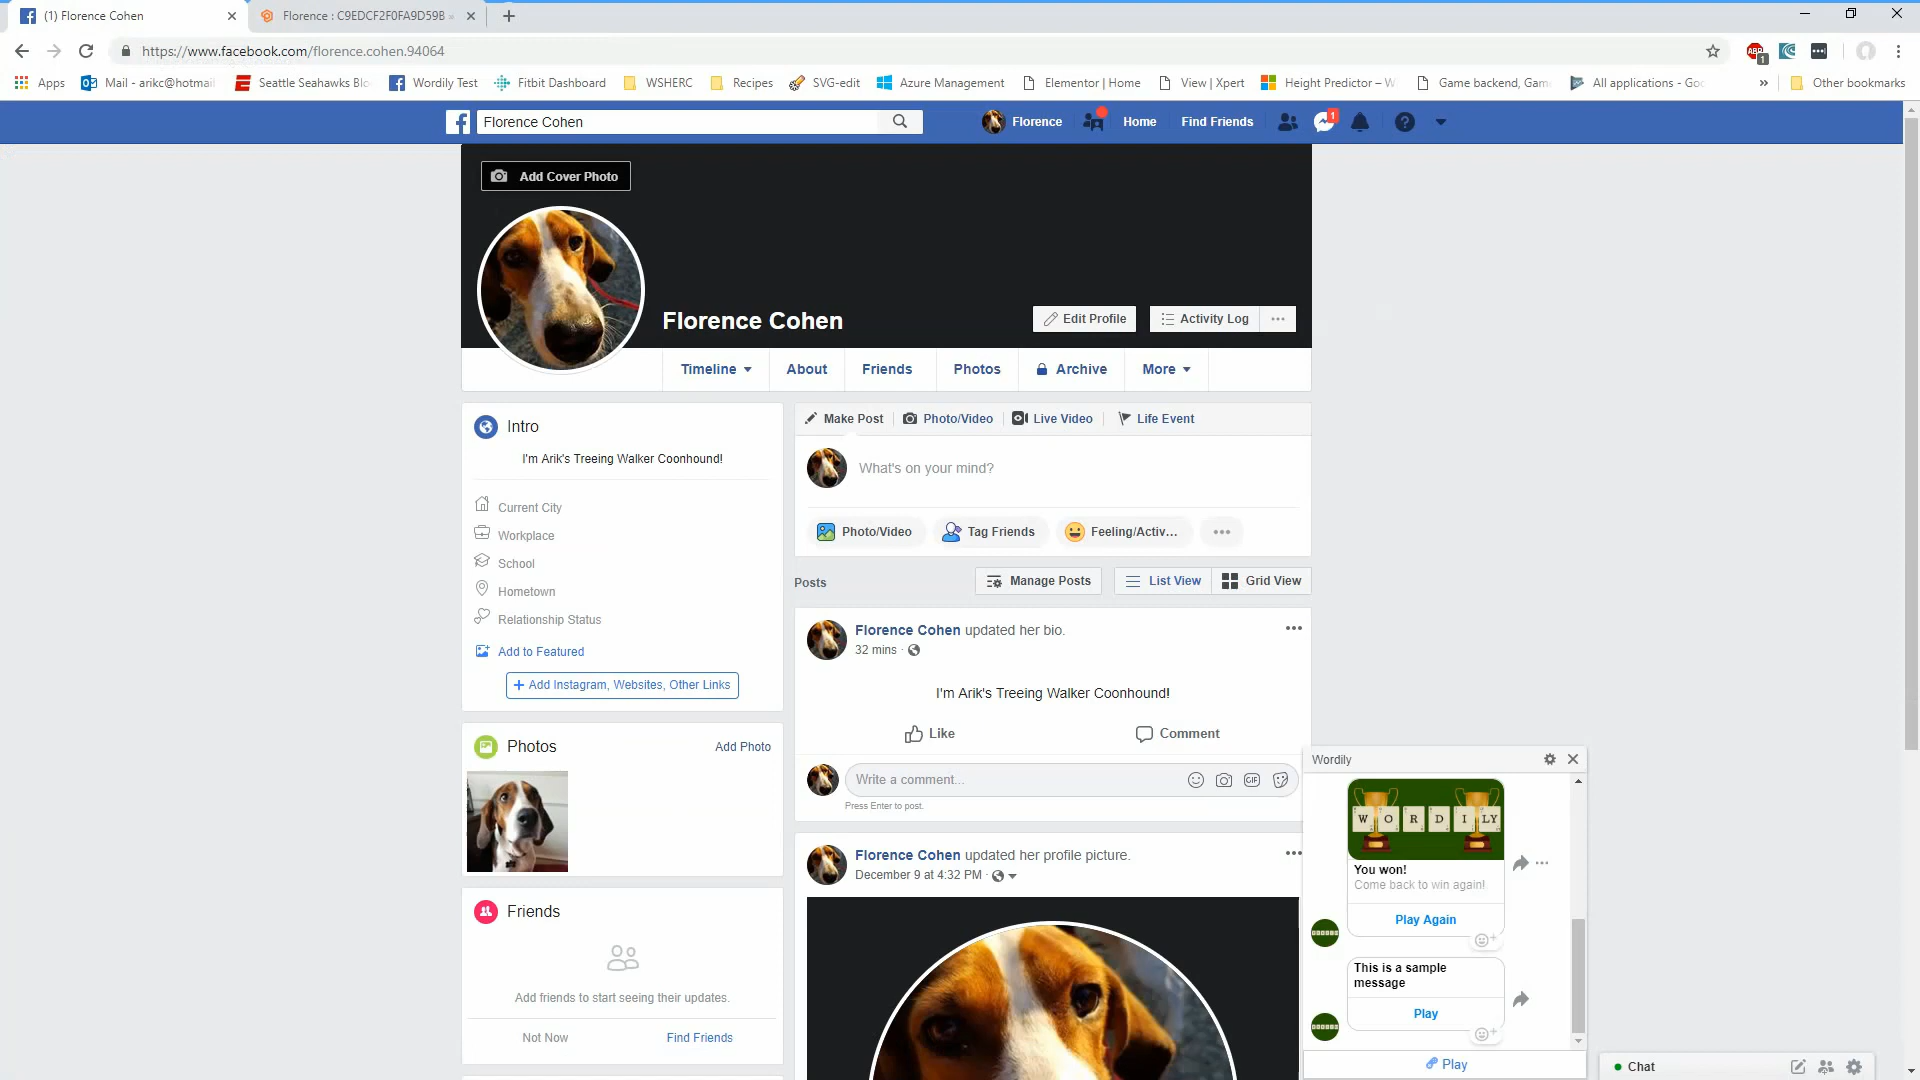 (1) Florence Cohen
Florence : C9EDCF2F0FA9D59B »
https://www.facebook.com/florence.cohen.94064
ABP
1
Apps
Mail - arikc@hotmail
Seattle Seahawks Blo
Wordily Test
Fitbit Dashboard
WSHERC
Recipes
SVG-edit
Azure Management
Elementor | Home
View | Xpert
Height Predictor – W
Game backend, Game
All applications - Goo
»
Other bookmarks
Florence Cohen
Florence
Home
Find Friends
1
Add Cover Photo
Florence Cohen
Edit Profile
Activity Log
Timeline
About
Friends
Photos
Archive
More
Intro
I'm Arik's Treeing Walker Coonhound!
Current City
Workplace
School
Hometown
Relationship Status
Add to Featured
+ Add Instagram, Websites, Other Links
Photos
Add Photo
Friends
Add friends to start seeing their updates.
Not Now
Find Friends
Make Post
Photo/Video
Live Video
Life Event
What's on your mind?
Photo/Video
Tag Friends
Feeling/Activ...
Posts
Manage Posts
List View
Grid View
Florence Cohen updated her bio.
32 mins ·
I'm Arik's Treeing Walker Coonhound!
Like
Comment
Write a comment...
GIF
Press Enter to post.
Florence Cohen updated her profile picture.
December 9 at 4:32 PM ·
Wordily
W O R D I LY
You won!
Come back to win again!
Play Again
This is a sample
message
Play
Play
Chat